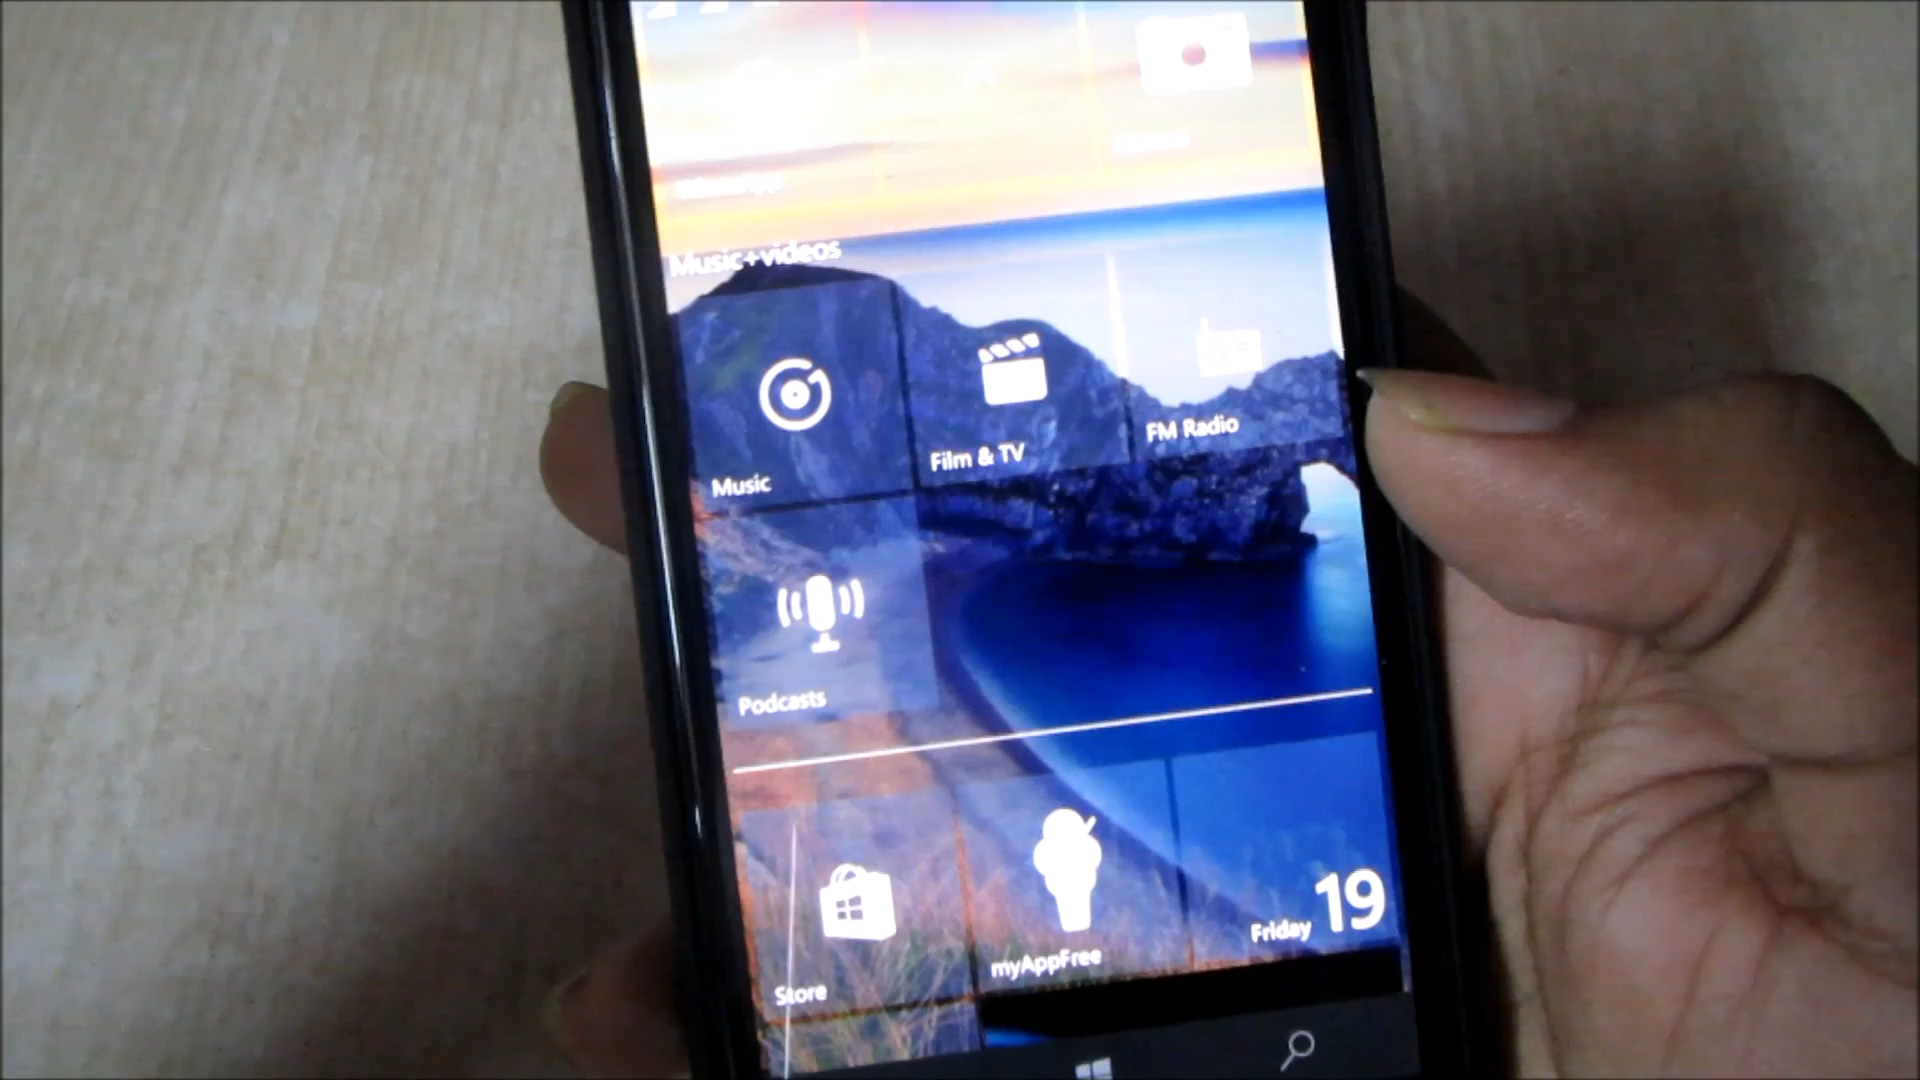 Music+videos
Music
Film & TV
FM Radio
Podcasts
Store
myAppFree
Friday 19